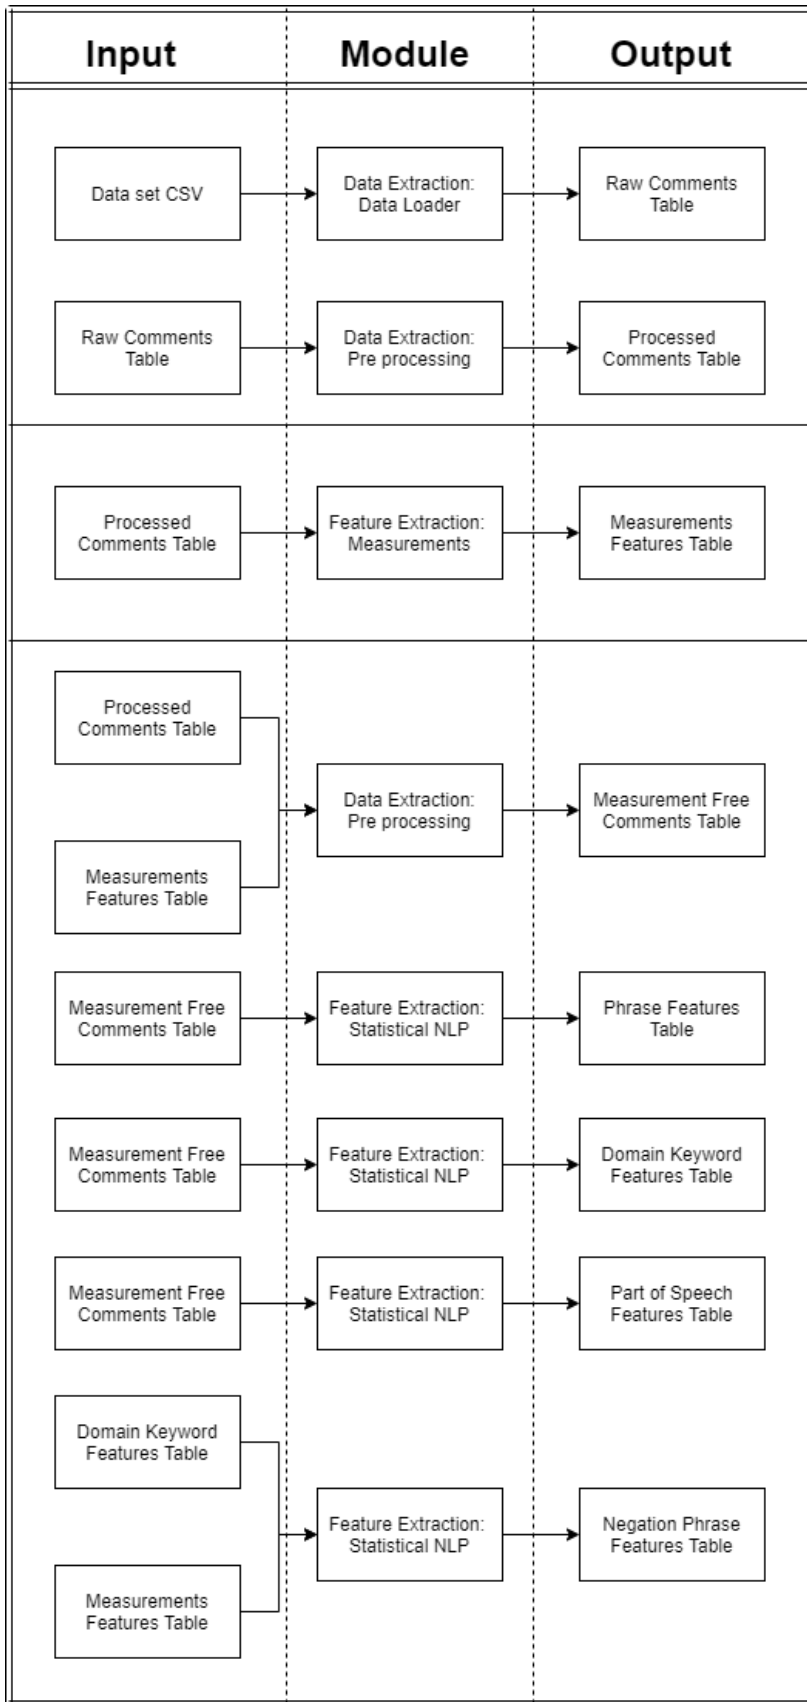 Input
Module
Output
Data set CSV
Data Extraction:
Data Loader
Raw Comments
Table
Raw Comments
Table
Data Extraction:
Pre processing
Processed
Comments Table
Processed
Comments Table
Feature Extraction:
Measurements
Measurements
Features Table
Processed
Comments Table
Measurements
Features Table
Data Extraction:
Pre processing
Measurement Free
Comments Table
Measurement Free
Comments Table
Feature Extraction:
Statistical NLP
Phrase Features
Table
Measurement Free
Comments Table
Feature Extraction:
Statistical NLP
Domain Keyword
Features Table
Measurement Free
Comments Table
Feature Extraction:
Statistical NLP
Part of Speech
Features Table
Domain Keyword
Features Table
Measurements
Features Table
Feature Extraction:
Statistical NLP
Negation Phrase
Features Table